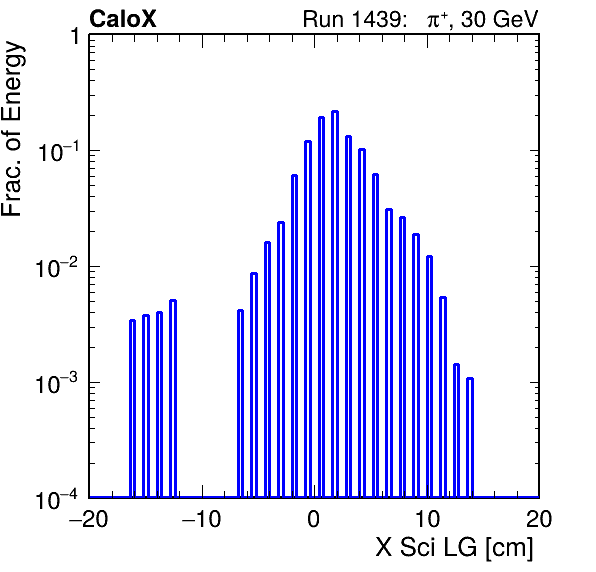 CaloX Run 1439: π⁺, 30 GeV
Frac. of Energy
1
10⁻¹
10⁻²
10⁻³
10⁻⁴
−20 −10 0 10 20
X Sci LG [cm]